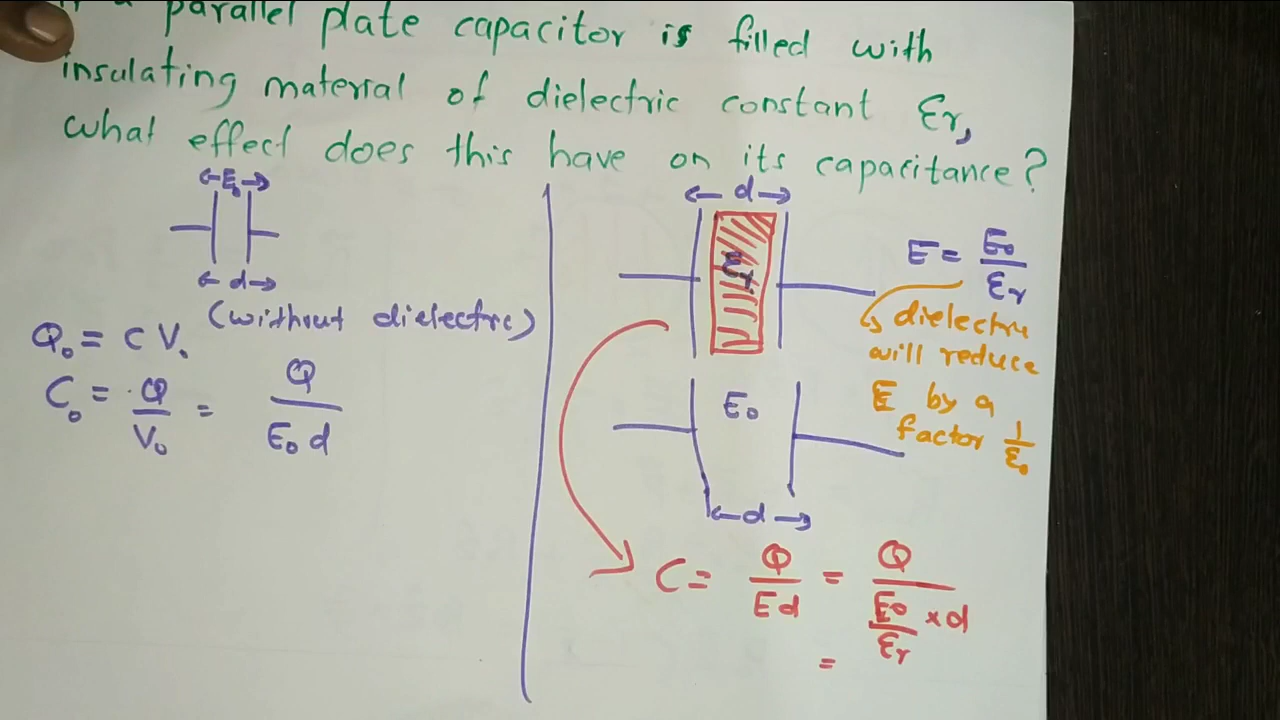 a parallel plate capacitor is filled with
insulating material of dielectric constant εr,
what effect does this have on its capacitance?
←E₀→
←d→
(without dielectric)
Q₀ = C V₀
C₀ = Q/V₀ = Q/E₀d
←d→
εr
E = E₀/εr
↳ dielectric
will reduce
E by a
factor 1/ε₀
E₀
←d→
C = Q/Ed = Q/(E₀/εr × d)
=